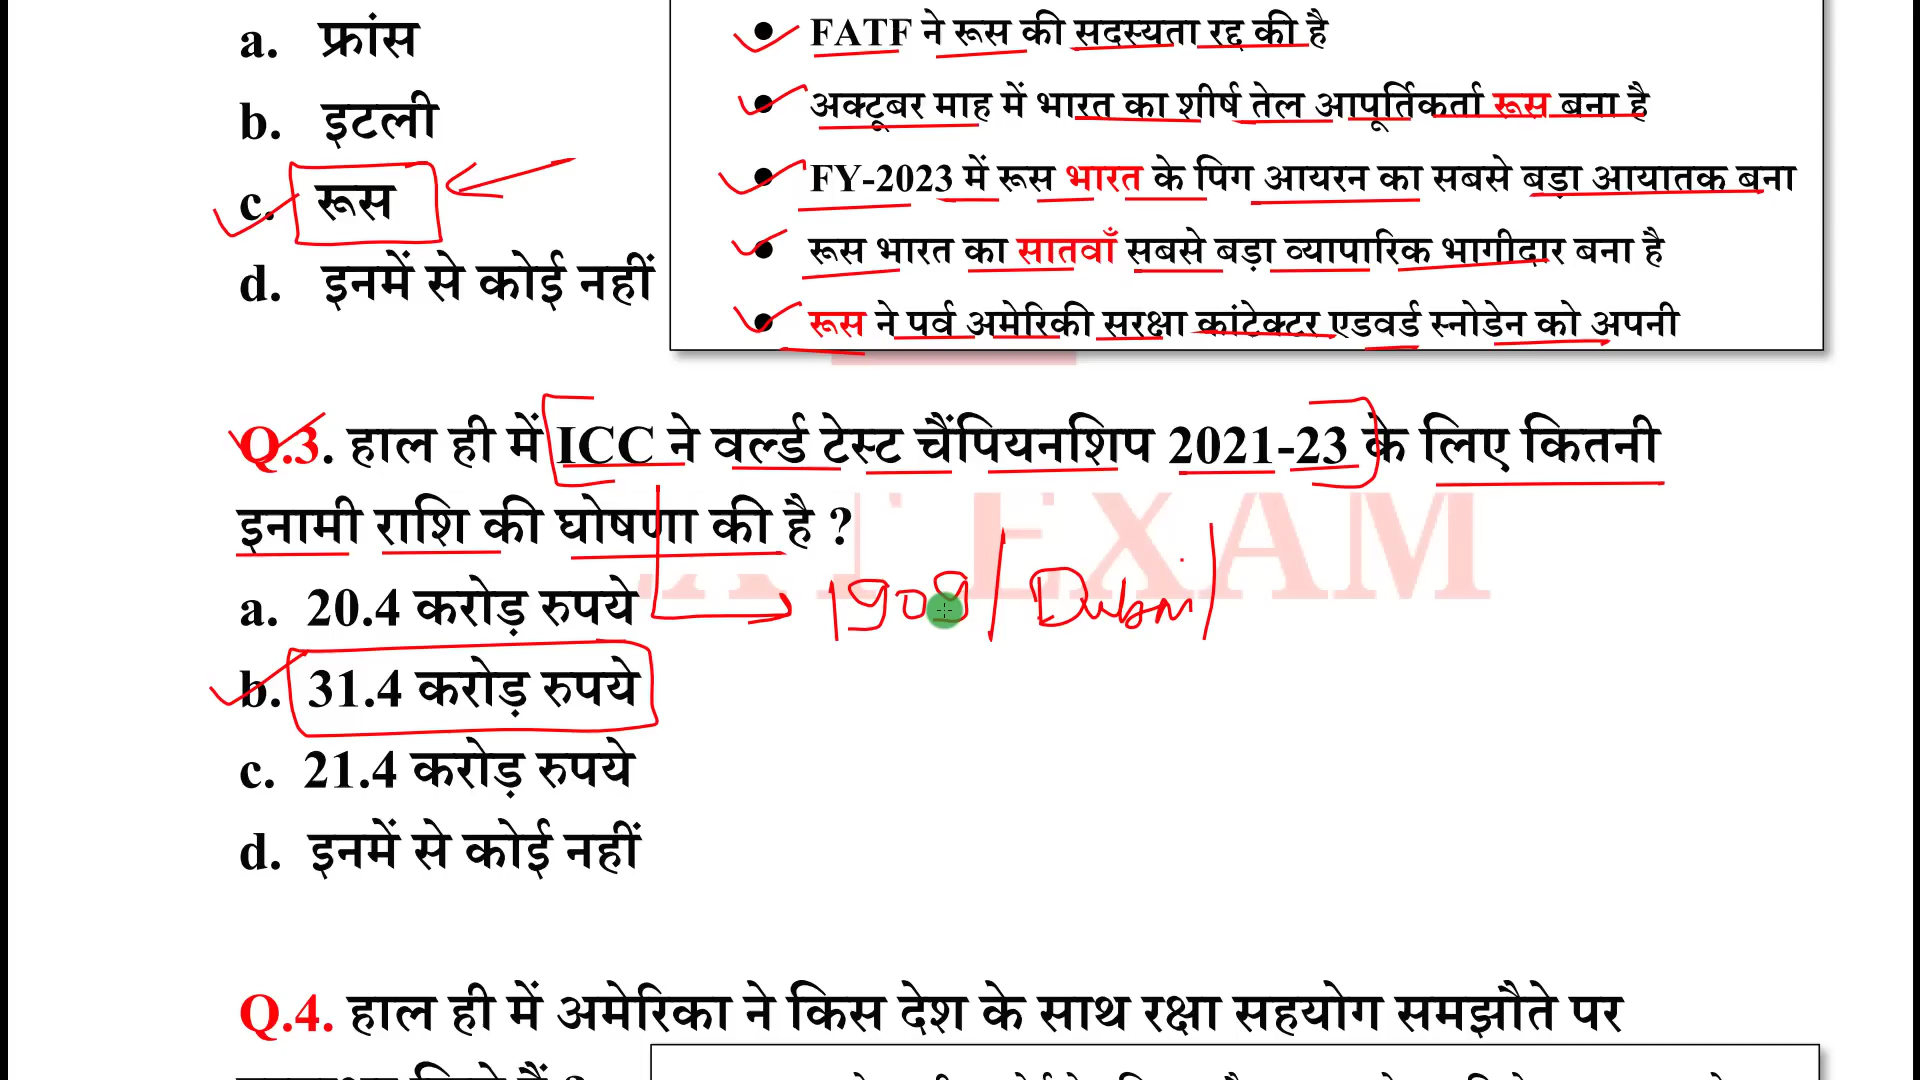 a. फ्रांस
b. इटली
c. रूस
d. इनमें से कोई नहीं
FATF ने रूस की सदस्यता रद्द की है
अक्टूबर माह में भारत का शीर्ष तेल आपूर्तिकर्ता रूस बना है
FY-2023 में रूस भारत के पिग आयरन का सबसे बड़ा आयातक बना
रूस भारत का सातवाँ सबसे बड़ा व्यापारिक भागीदार बना है
रूस ने पूर्व अमेरिकी सुरक्षा कांटेक्टर एडवर्ड स्नोडेन को अपनी
Q.3. हाल ही में ICC ने वर्ल्ड टेस्ट चैंपियनशिप 2021-23 के लिए कितनी
इनामी राशि की घोषणा की है ?
EXAM
1909 / Dubai
a. 20.4 करोड़ रुपये
b. 31.4 करोड़ रुपये
c. 21.4 करोड़ रुपये
d. इनमें से कोई नहीं
Q.4. हाल ही में अमेरिका ने किस देश के साथ रक्षा सहयोग समझौते पर